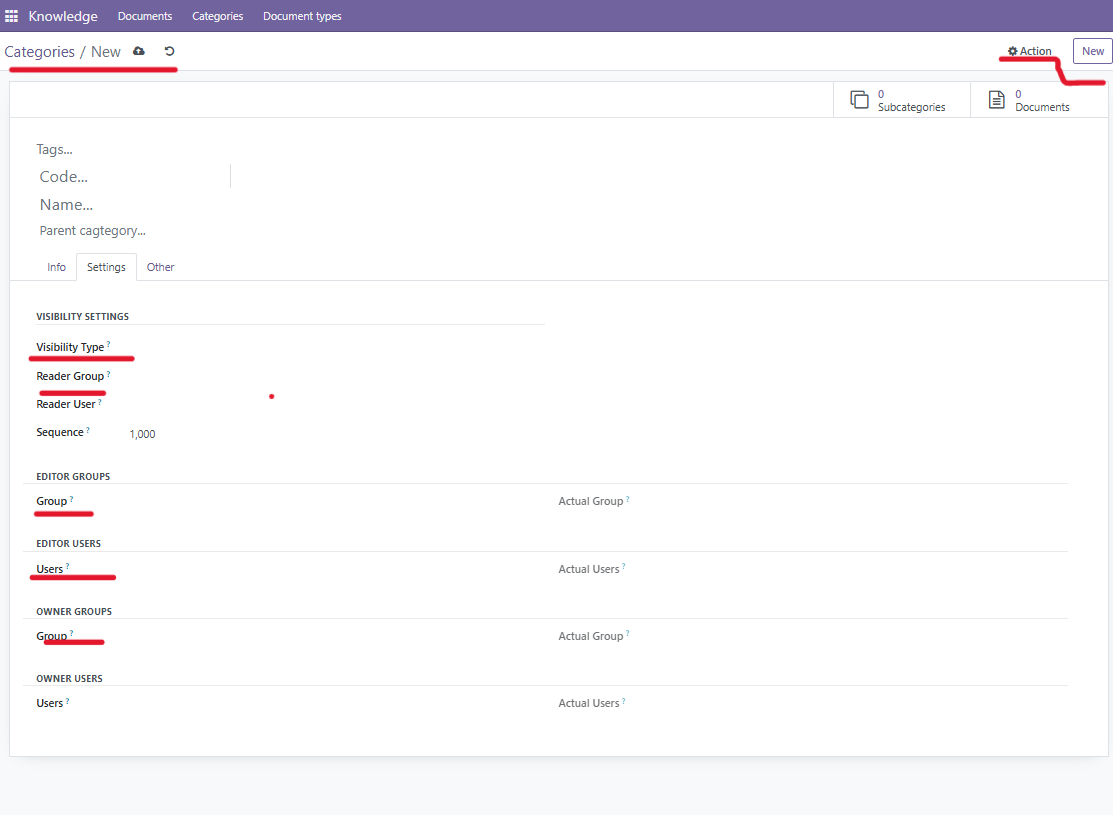 Knowledge Documents Categories Document types
Categories / New Action New
0 Subcategories 0 Documents
Tags...
Code...
Name...
Parent cagtegory...
Info Settings Other
VISIBILITY SETTINGS
Visibility Type ?
Reader Group ?
Reader User ?
Sequence ? 1,000
EDITOR GROUPS
Group ? Actual Group ?
EDITOR USERS
Users ? Actual Users ?
OWNER GROUPS
Group ? Actual Group ?
OWNER USERS
Users ? Actual Users ?